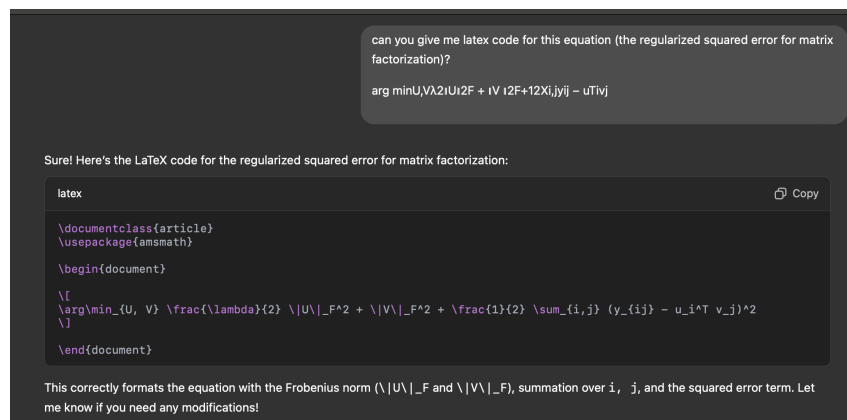 can you give me latex code for this equation (the regularized squared error for matrix
factorization)?
arg minU,Vλ2ıUı2F + ıV ı2F+12Xi,jyij – uTivj
Sure! Here's the LaTeX code for the regularized squared error for matrix factorization:
latex
Copy
\documentclass{article}
\usepackage{amsmath}
\begin{document}
\[
\arg\min_{U, V} \frac{\lambda}{2} \|U\|_F^2 + \|V\|_F^2 + \frac{1}{2} \sum_{i,j} (y_{ij} - u_i^T v_j)^2
\]
\end{document}
This correctly formats the equation with the Frobenius norm (\|U\|_F and \|V\|_F), summation over i, j, and the squared error term. Let
me know if you need any modifications!